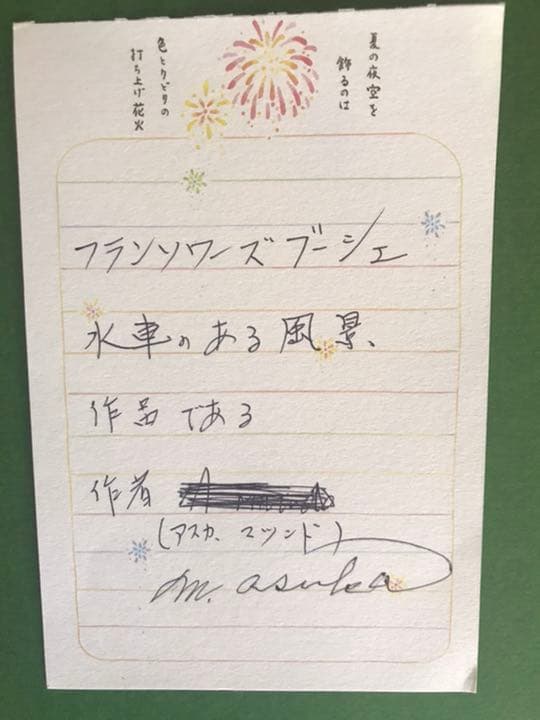 夏の夜空を
飾るのは
色とりどりの
打ち上げ花火
フランソワーズブーシェ
水車のある風景、
作品である
作者
(アスカ、マツンド)
m. asuka